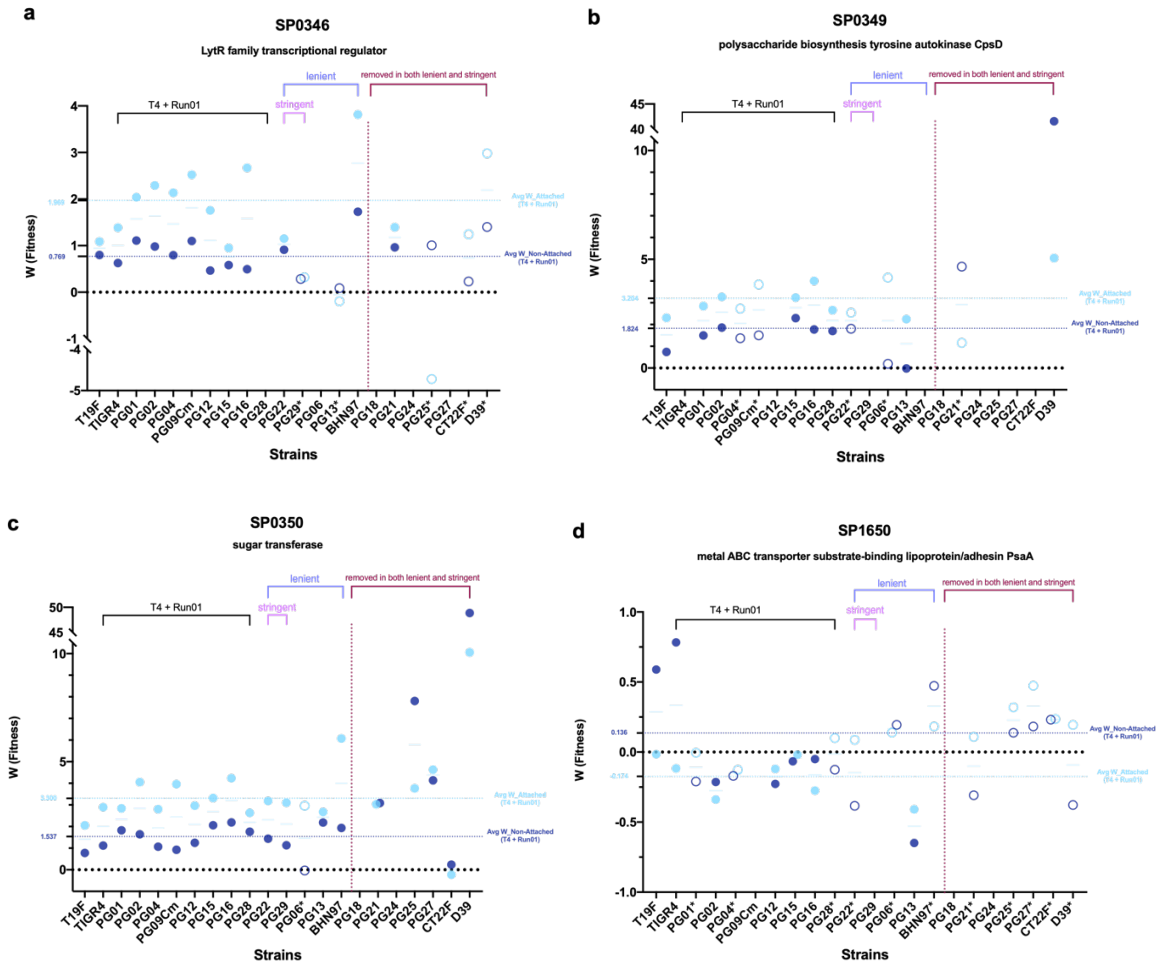 a
SP0346
LytR family transcriptional regulator
lenient
removed in both lenient and stringent
T4 + Run01
stringent
4
3
2
1
0
-1
-4
-5
W (Fitness)
Avg W_Attached
(T4 + Run01)
0.769
Avg W_Non-Attached
(T4 + Run01)
T19F
TIGR4
PG01
PG02
PG04
PG09Cm
PG12
PG15
PG16
PG28
PG22
PG29*
PG06
PG13*
BHN97
PG18
PG21
PG24
PG25*
PG27
CT22F*
D39*
Strains
b
SP0349
polysaccharide biosynthesis tyrosine autokinase CpsD
lenient
removed in both lenient and stringent
T4 + Run01
stringent
45
40
10
5
0
W (Fitness)
3.204
Avg W_Attached
(T4 + Run01)
1.824
Avg W_Non-Attached
(T4 + Run01)
T19F
TIGR4
PG01
PG02
PG04*
PG09Cm*
PG12
PG15
PG16
PG28
PG22*
PG29
PG06*
PG13
BHN97
PG18
PG21*
PG24
PG25
PG27
CT22F
D39
Strains
c
SP0350
sugar transferase
lenient
removed in both lenient and stringent
T4 + Run01
stringent
50
45
10
5
0
W (Fitness)
Avg W_Attached
(T4 + Run01)
1.537
Avg W_Non-Attached
(T4 + Run01)
T19F
TIGR4
PG01
PG02
PG04
PG09Cm
PG12
PG15
PG16
PG28
PG22
PG29
PG06*
PG13
BHN97
PG18
PG21
PG24
PG25
PG27
CT22F
D39
Strains
d
SP1650
metal ABC transporter substrate-binding lipoprotein/adhesin PsaA
lenient
removed in both lenient and stringent
T4 + Run01
stringent
1.0
0.5
0.0
-0.5
-1.0
W (Fitness)
0.136
Avg W_Non-Attached
(T4 + Run01)
-0.174
Avg W_Attached
(T4 + Run01)
T19F
TIGR4
PG01*
PG02
PG04*
PG09Cm
PG12
PG15
PG16
PG28*
PG22*
PG29
PG06*
PG13
BHN97*
PG18
PG21*
PG24
PG25*
PG27*
CT22F*
D39*
Strains